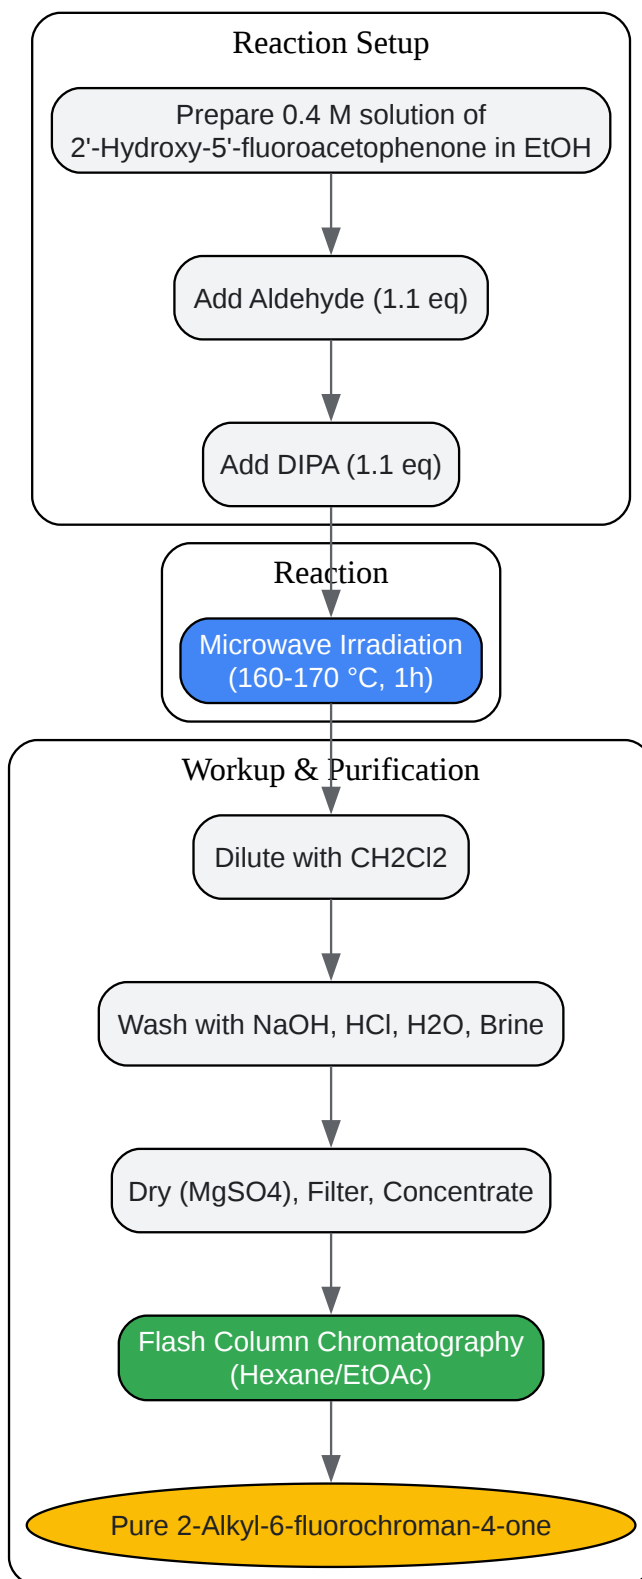 Reaction Setup
Prepare 0.4 M solution of
2'-Hydroxy-5'-fluoroacetophenone in EtOH
Add Aldehyde (1.1 eq)
Add DIPA (1.1 eq)
Reaction
Microwave Irradiation
(160-170 °C, 1h)
Workup & Purification
Dilute with CH2Cl2
Wash with NaOH, HCl, H2O, Brine
Dry (MgSO4), Filter, Concentrate
Flash Column Chromatography
(Hexane/EtOAc)
Pure 2-Alkyl-6-fluorochroman-4-one